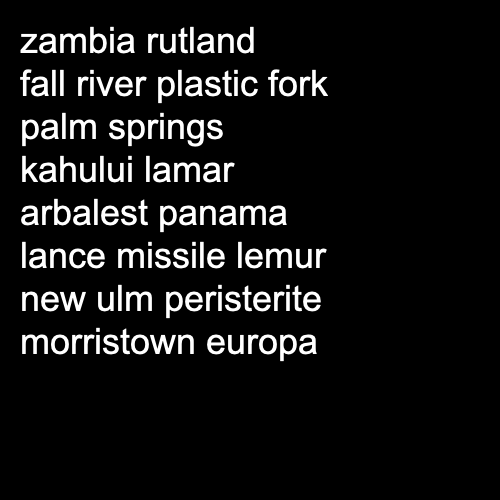 zambia rutland
fall river plastic fork
palm springs
kahului lamar
arbalest panama
lance missile lemur
new ulm peristerite
morristown europa